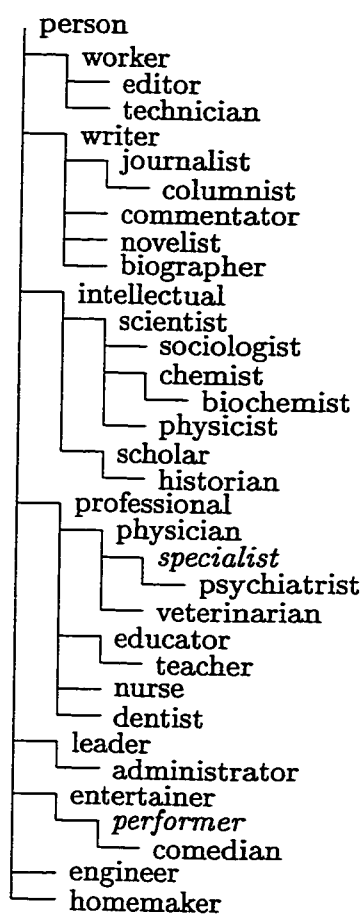 person
worker
editor
technician
writer
journalist
columnist
commentator
novelist
biographer
intellectual
scientist
sociologist
chemist
biochemist
physicist
scholar
historian
professional
physician
specialist
psychiatrist
veterinarian
educator
teacher
nurse
dentist
leader
administrator
entertainer
performer
comedian
engineer
homemaker